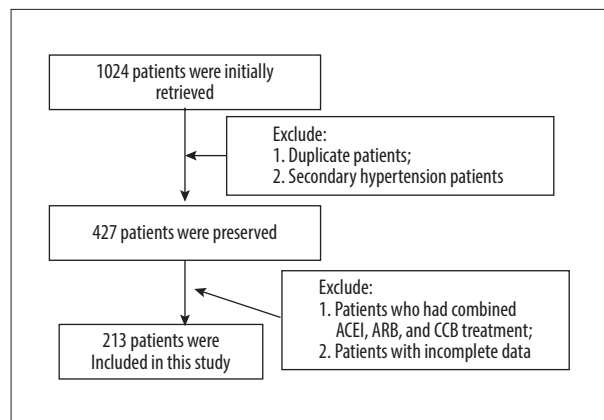 1024 patients were initially
retrieved
Exclude:
1. Duplicate patients;
2. Secondary hypertension patients
427 patients were preserved
Exclude:
1. Patients who had combined
ACEI, ARB, and CCB treatment;
2. Patients with incomplete data
213 patients were
Included in this study